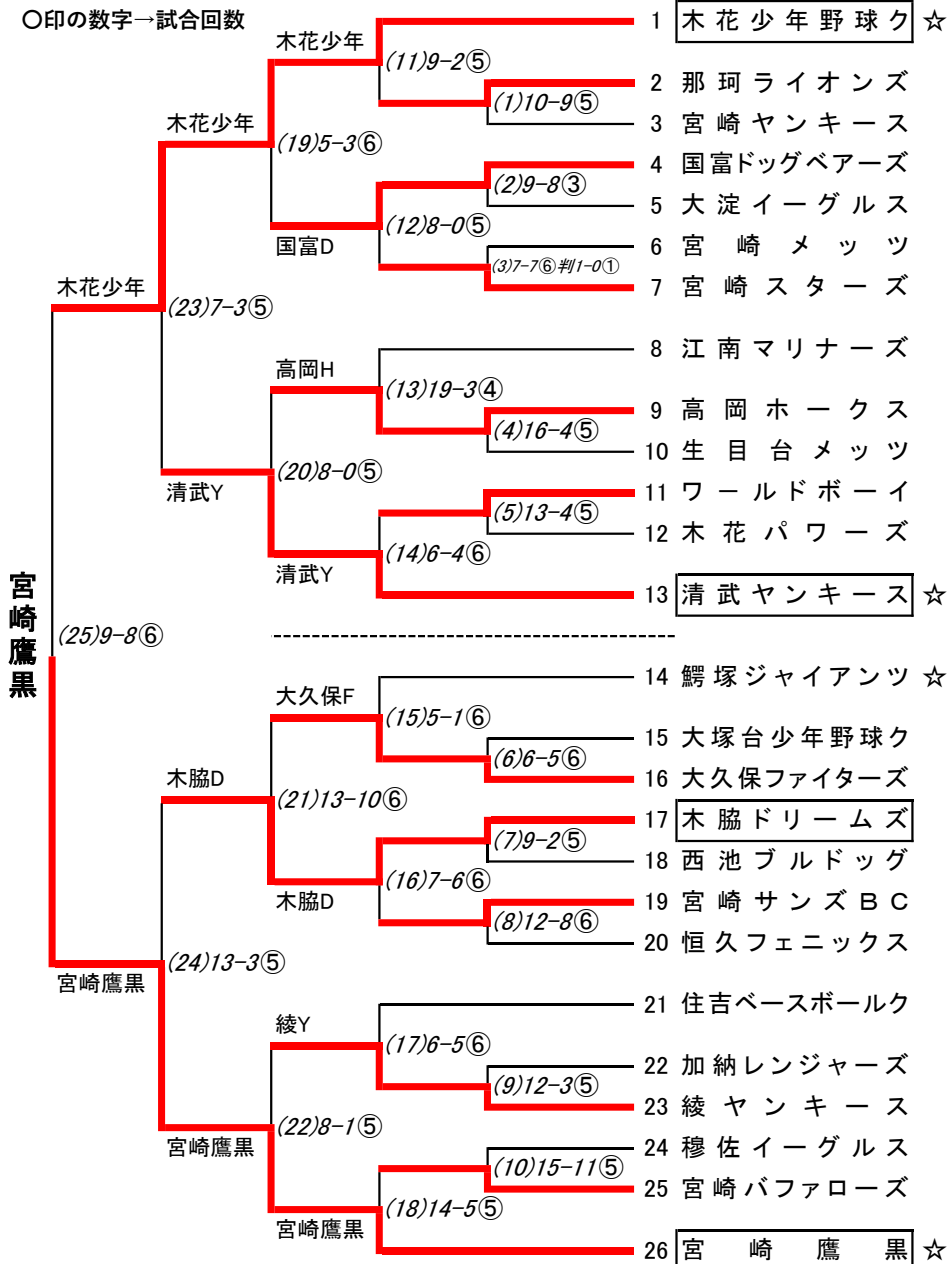 〇印の数字→試合回数
木花少年
1 木花少年野球ク ☆
(11)9-2⑤
2 那珂ライオンズ
(1)10-9⑤
木花少年
3 宮崎ヤンキース
(19)5-3⑥
4 国富ドッグベアーズ
(2)9-8③
5 大淀イーグルス
(12)8-0⑤
国富D
6 宮崎メッツ
(3)7-7⑥判1-0①
7 宮崎スターズ
木花少年
(23)7-3⑤
8 江南マリナーズ
高岡H
(13)19-3④
9 高岡ホークス
(4)16-4⑤
10 生目台メッツ
(20)8-0⑤
清武Y
11 ワールドボーイ
(5)13-4⑤
12 木花パワーズ
(14)6-4⑥
清武Y
13 清武ヤンキース ☆
宮崎鷹黒
(25)9-8⑥
14 鰐塚ジャイアンツ ☆
大久保F
(15)5-1⑥
15 大塚台少年野球ク
(6)6-5⑥
16 大久保ファイターズ
木脇D
(21)13-10⑥
17 木脇ドリームズ
(7)9-2⑤
18 西池ブルドッグ
(16)7-6⑥
木脇D
19 宮崎サンズBC
(8)12-8⑥
20 恒久フェニックス
(24)13-3⑤
宮崎鷹黒
21 住吉ベースボールク
綾Y
(17)6-5⑥
22 加納レンジャーズ
(9)12-3⑤
23 綾ヤンキース
(22)8-1⑤
宮崎鷹黒
24 穆佐イーグルス
(10)15-11⑤
25 宮崎バファローズ
(18)14-5⑤
宮崎鷹黒
26 宮崎鷹黒 ☆